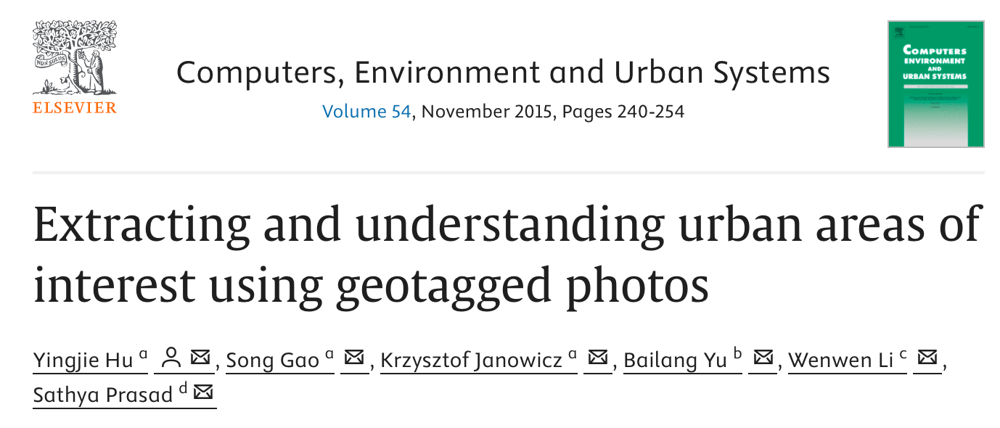 NON SOLUS
ELSEVIER
Computers, Environment and Urban Systems
Volume 54, November 2015, Pages 240-254
COMPUTERS
ENVIRONMENT
AND
URBAN SYSTEMS
Extracting and understanding urban areas of
interest using geotagged photos
Yingjie Hu a, Song Gao a, Krzysztof Janowicz a, Bailang Yu b, Wenwen Li c,
Sathya Prasad d